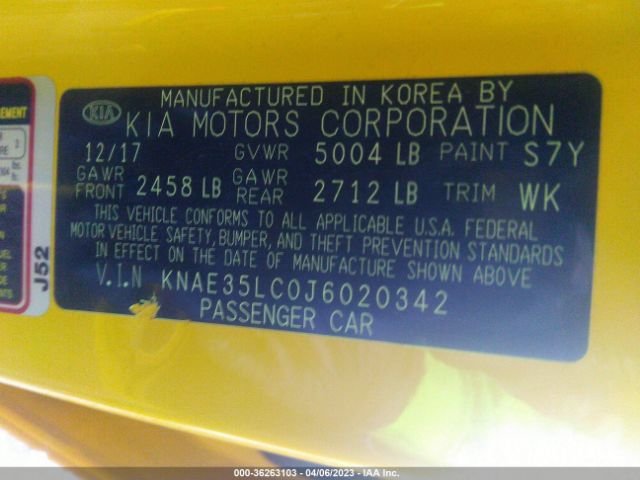 EMENT
3
J52
KIA
MANUFACTURED IN KOREA BY
KIA MOTORS CORPORATION
12/17 GVWR 5004 LB PAINT S7Y
GAWR FRONT 2458 LB GAWR REAR 2712 LB TRIM WK
THIS VEHICLE CONFORMS TO ALL APPLICABLE U.S.A. FEDERAL
MOTOR VEHICLE SAFETY, BUMPER, AND THEFT PREVENTION STANDARDS
IN EFFECT ON THE DATE OF MANUFACTURE SHOWN ABOVE
V.I.N KNAE35LC0J6020342
PASSENGER CAR
000-36263103 - 04/06/2023 - IAA Inc.